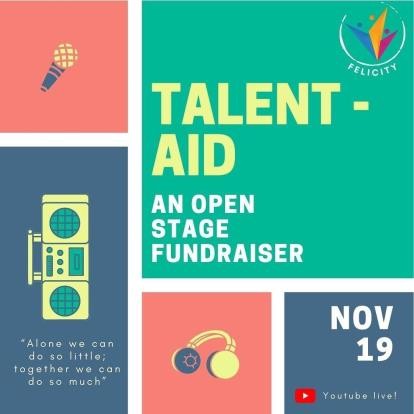 FELICITY
TALENT -
AID
AN OPEN
STAGE
FUNDRAISER
"Alone we can
do so little;
together we can
do so much"
NOV
19
Youtube live!